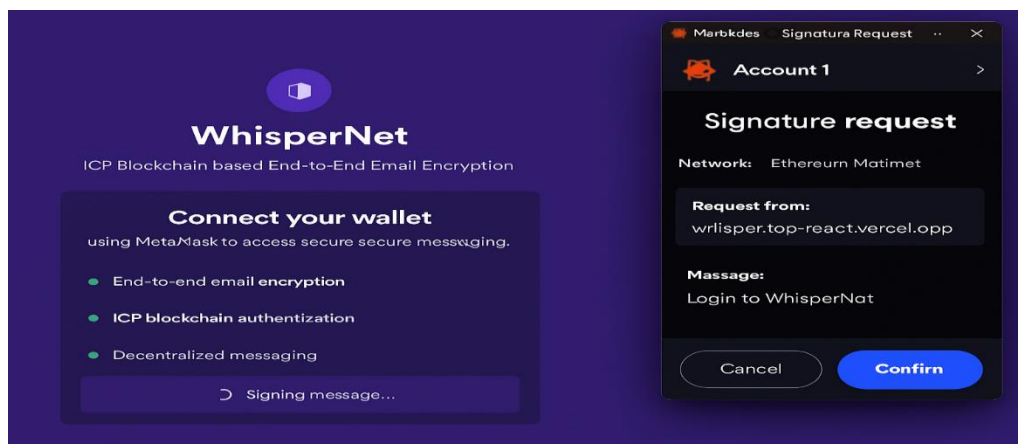 WhisperNet
ICP Blockchain based End-to-End Email Encryption
Connect your wallet
using MetaMask to access secure secure messuging.
End-to-end email encryption
ICP blockchain authentization
Decentralized messaging
Signing message...
Marbkdes Signatura Request
Account 1
Signature request
Network: Ethereurn Matimet
Request from:
wrlisper.top-react.vercel.opp
Massage:
Login to WhisperNat
Cancel Confirn